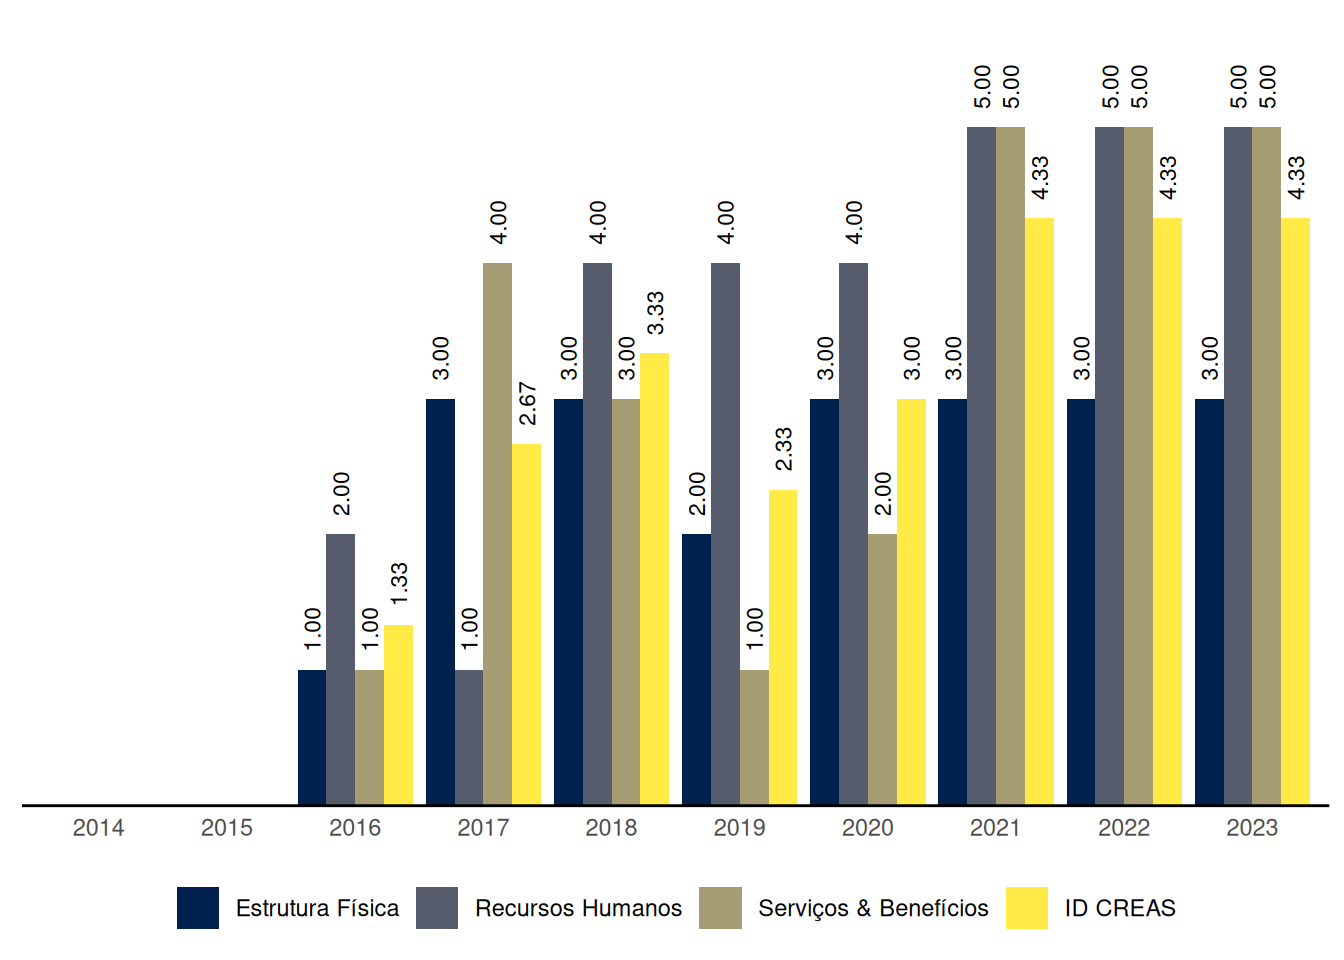 5.00 5.00 5.00 5.00 5.00 5.00
4.33 4.33 4.33
4.00 4.00 4.00 4.00
3.33
3.00 3.00 3.00 3.00 3.00 3.00 3.00 3.00
2.67
2.33
2.00 2.00 2.00
1.33
1.00 1.00 1.00 1.00
2014 2015 2016 2017 2018 2019 2020 2021 2022 2023
Estrutura Física Recursos Humanos Serviços & Benefícios ID CREAS